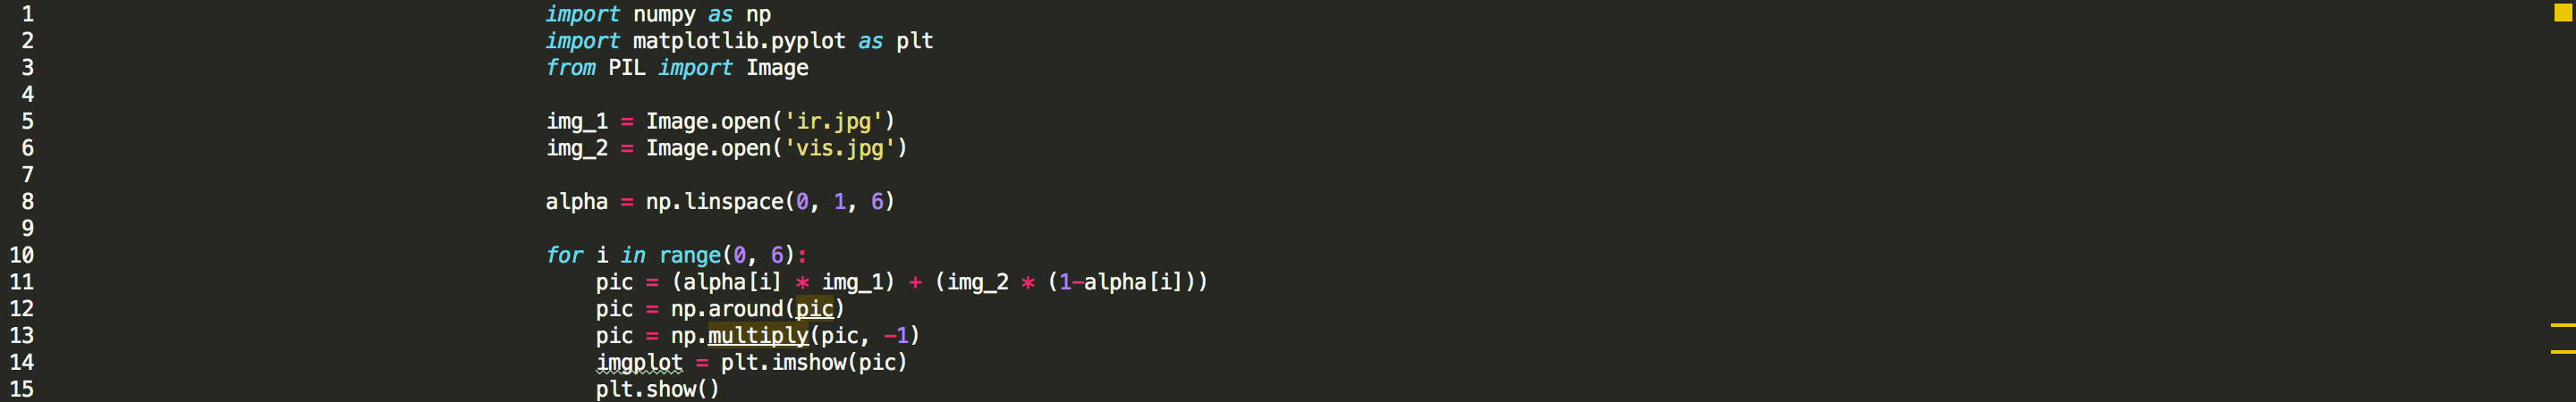 1 import numpy as np
2 import matplotlib.pyplot as plt
3 from PIL import Image
4
5 img_1 = Image.open('ir.jpg')
6 img_2 = Image.open('vis.jpg')
7
8 alpha = np.linspace(0, 1, 6)
9
10 for i in range(0, 6):
11     pic = (alpha[i] * img_1) + (img_2 * (1-alpha[i]))
12     pic = np.around(pic)
13     pic = np.multiply(pic, -1)
14     imgplot = plt.imshow(pic)
15     plt.show()